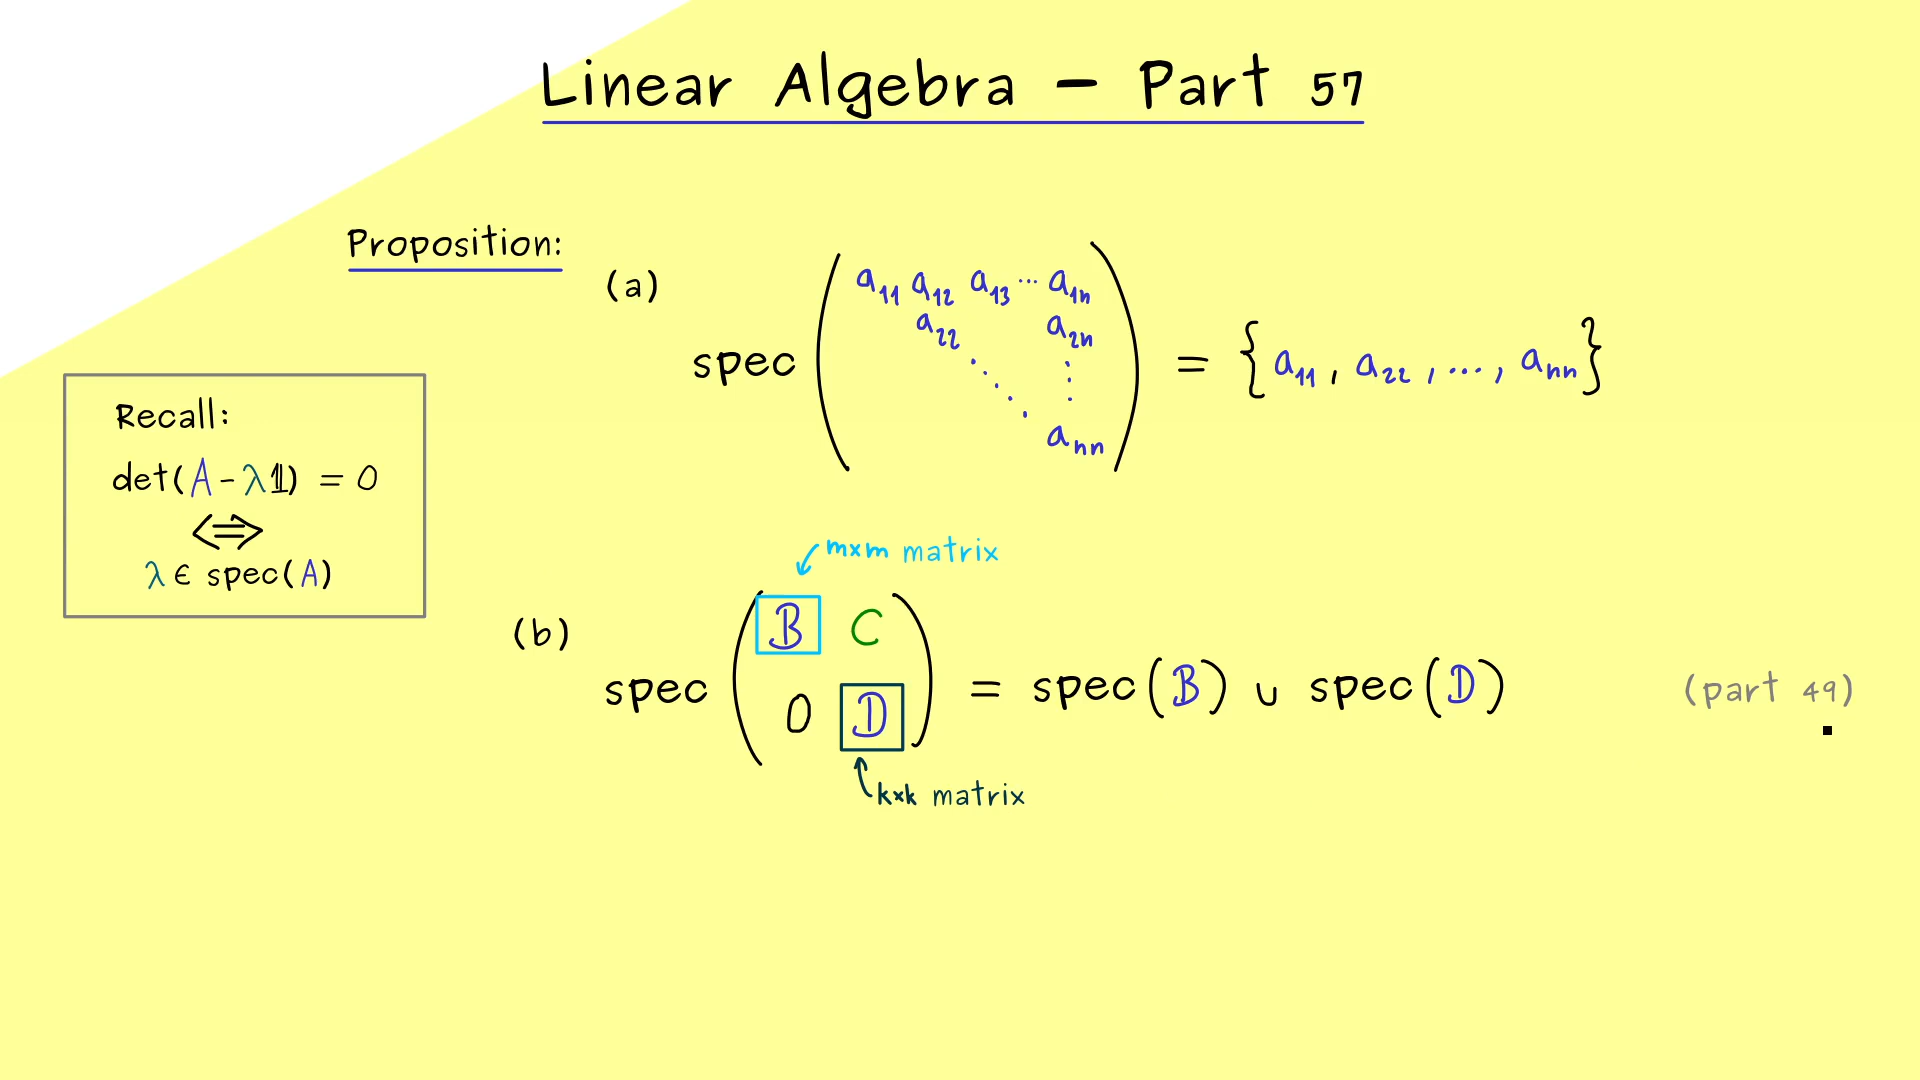 Linear Algebra – Part 57
Proposition:
(a)
spec ( a₁₁ a₁₂ a₁₃ ⋯ a₁ₙ
a₂₂ a₂ₙ
⋱ ⋮
aₙₙ ) = { a₁₁ , a₂₂ , ... , aₙₙ }
Recall:
det(A - λ𝟙) = 0
⟺
λ ∈ spec(A)
(b)
m×m matrix
spec ( B C
0 D ) = spec(B) ∪ spec(D)
(part 49)
k×k matrix